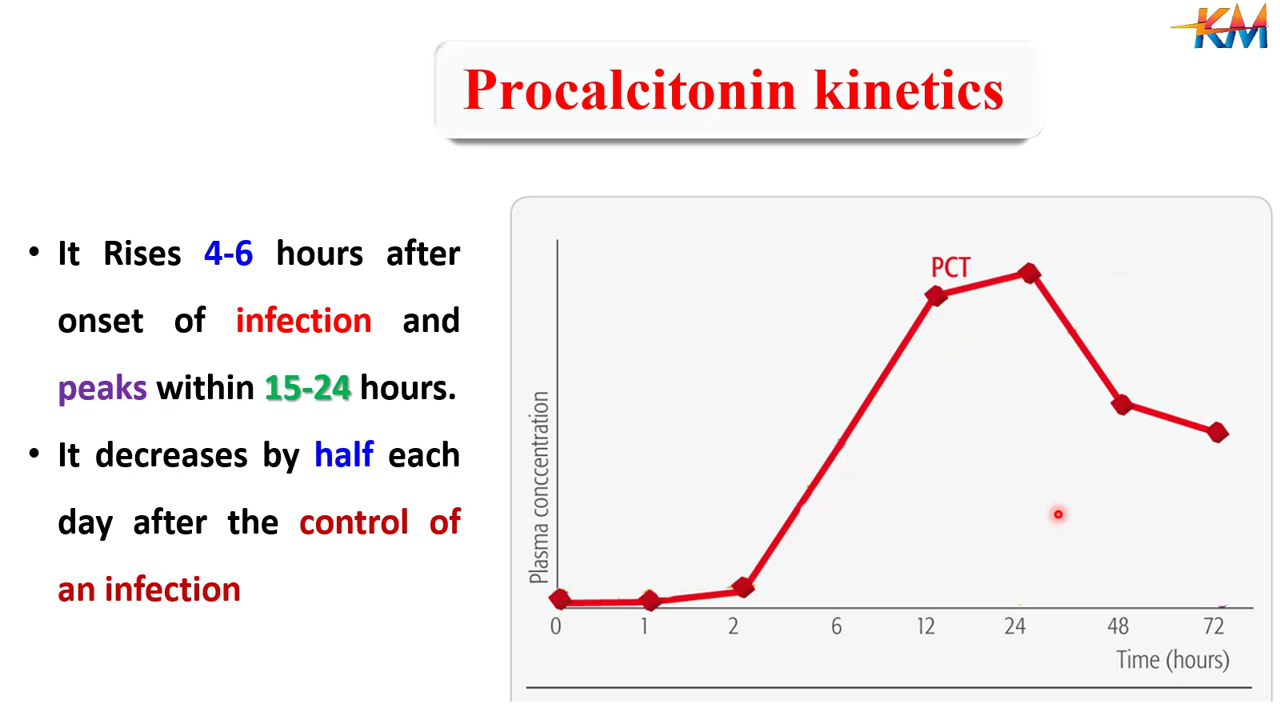 KM
Procalcitonin kinetics
• It Rises 4-6 hours after
onset of infection and
peaks within 15-24 hours.
• It decreases by half each
day after the control of
an infection
PCT
Plasma conccentration
0 1 2 6 12 24 48 72
Time (hours)